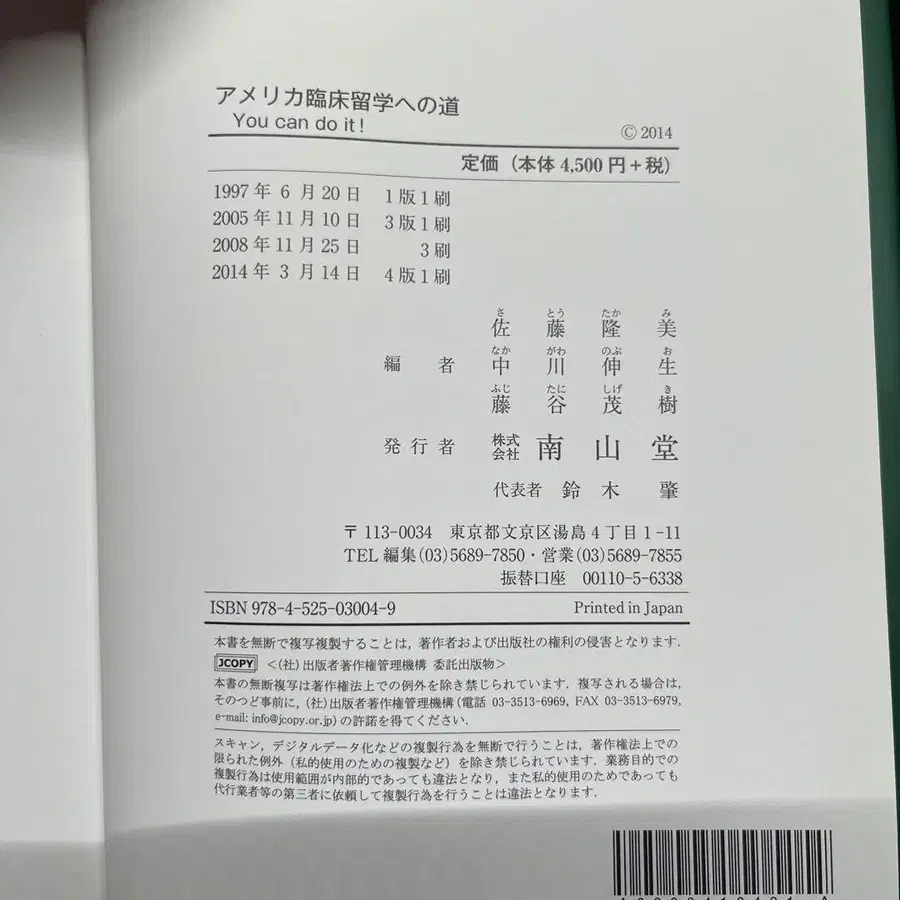 アメリカ臨床留学への道
You can do it!
© 2014
定価（本体 4,500 円＋税）
1997 年 6 月 20 日 1 版 1 刷
2005 年 11 月 10 日 3 版 1 刷
2008 年 11 月 25 日 3 刷
2014 年 3 月 14 日 4 版 1 刷
さ とう たか み
佐 藤 隆 美
なか がわ のぶ お
編 者 中 川 伸 生
ふじ たに しげ き
藤 谷 茂 樹
発 行 者 株式会社 南 山 堂
代表者 鈴 木 肇
〒 113-0034 東京都文京区湯島 4 丁目 1-11
TEL 編集(03)5689-7850・営業(03)5689-7855
振替口座 00110-5-6338
ISBN 978-4-525-03004-9 Printed in Japan
本書を無断で複写複製することは，著作者および出版社の権利の侵害となります．
JCOPY ＜(社)出版者著作権管理機構 委託出版物＞
本書の無断複写は著作権法上での例外を除き禁じられています．複写される場合は，
そのつど事前に，(社)出版者著作権管理機構（電話 03-3513-6969，FAX 03-3513-6979，
e-mail: info@jcopy.or.jp）の許諾を得てください．
スキャン，デジタルデータ化などの複製行為を無断で行うことは，著作権法上での
限られた例外（私的使用のための複製など）を除き禁じられています．業務目的での
複製行為は使用範囲が内部的であっても違法となり，また私的使用のためであっても
代行業者等の第三者に依頼して複製行為を行うことは違法となります．